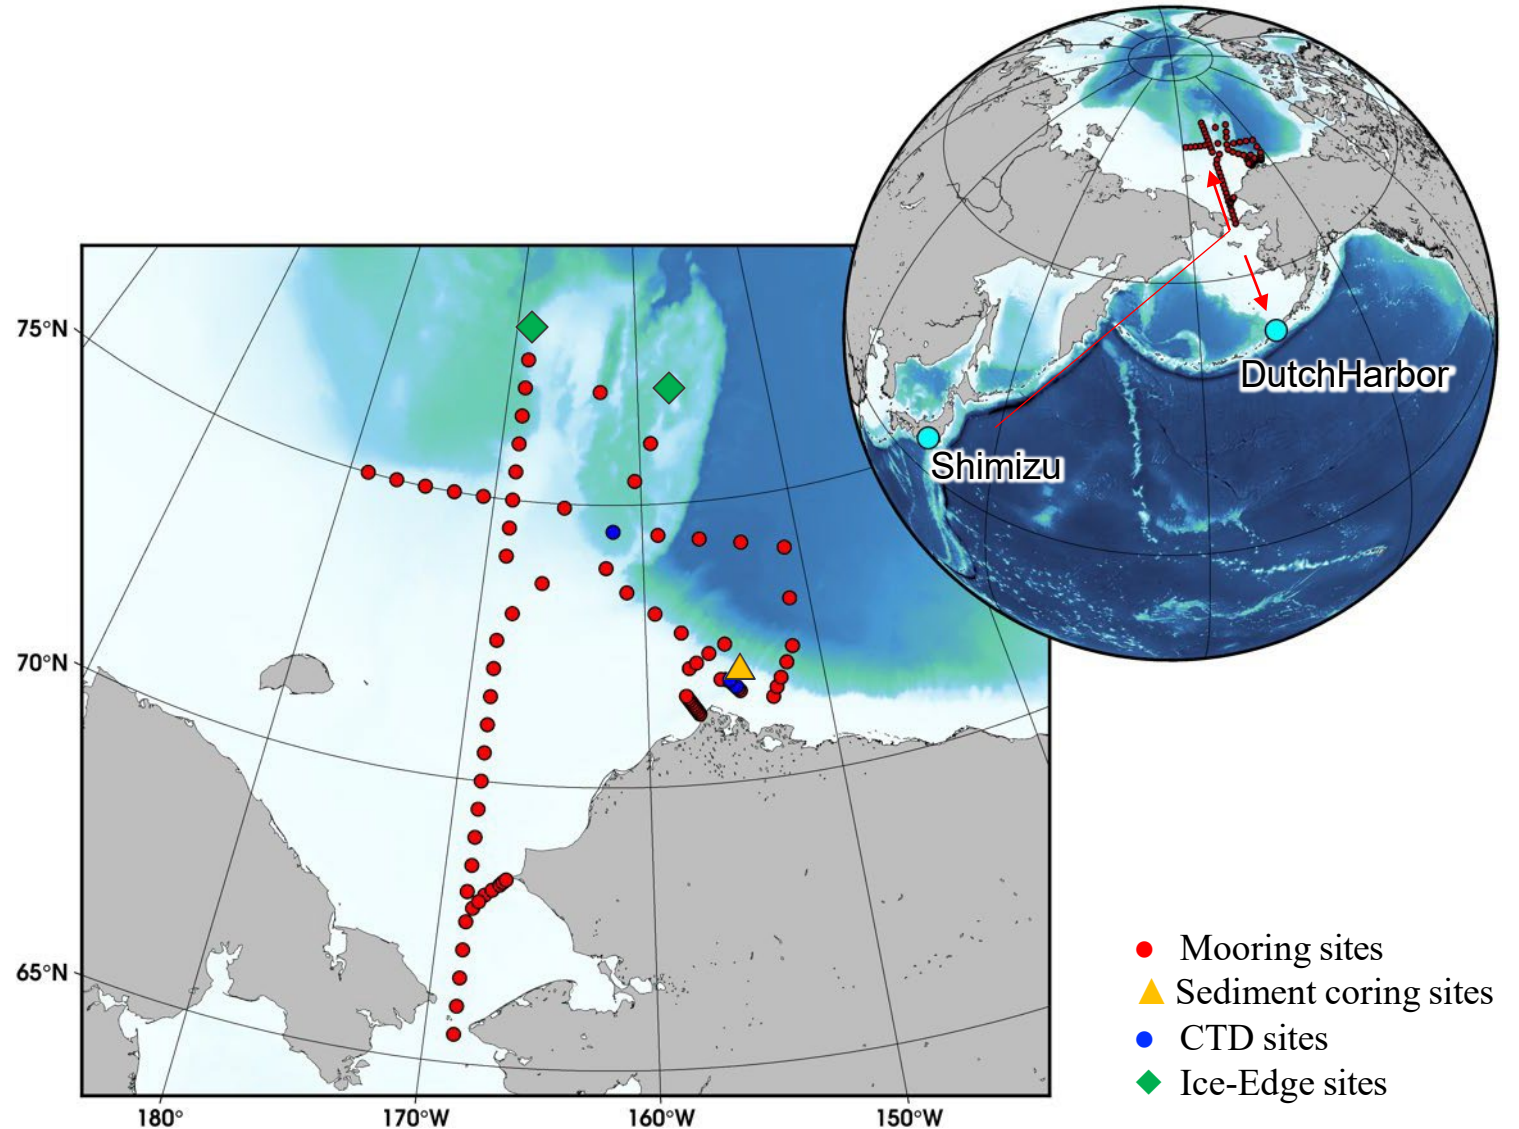 DutchHarbor
Shimizu
75°N
70°N
65°N
180°
170°W
160°W
150°W
Mooring sites
Sediment coring sites
CTD sites
Ice-Edge sites